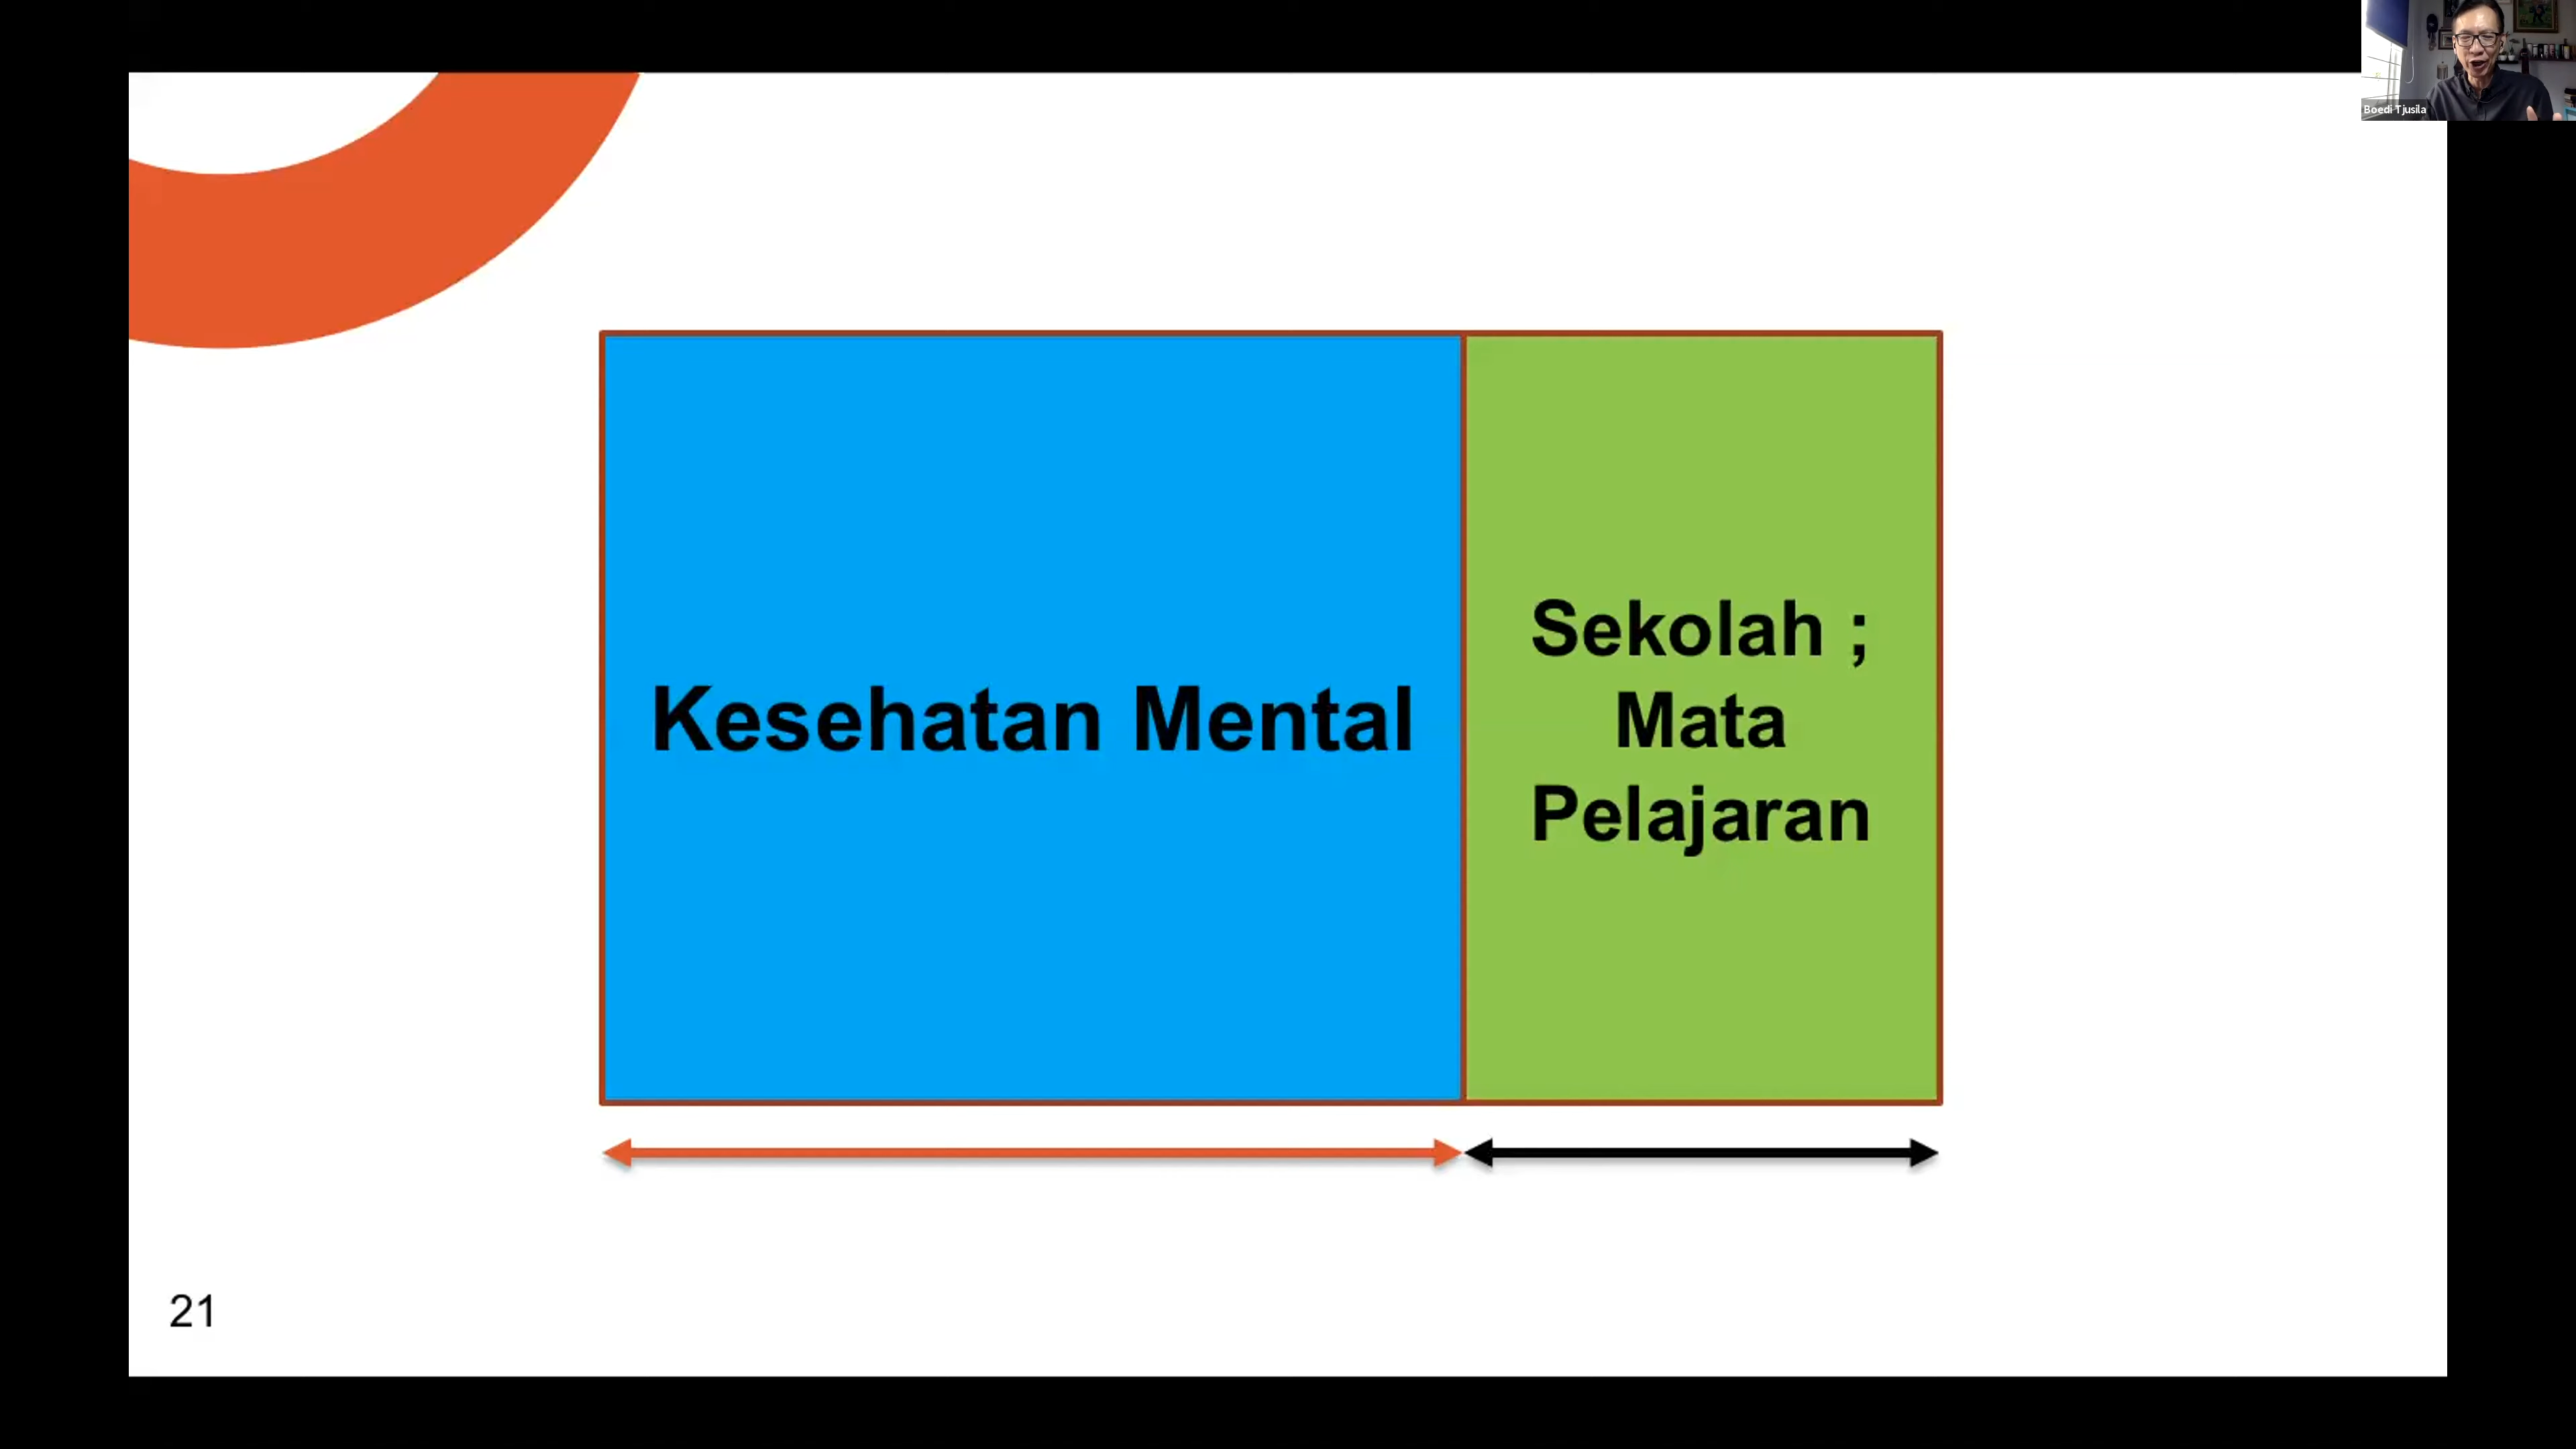 Boedi Tjusila
Kesehatan Mental
Sekolah ;
Mata
Pelajaran
21